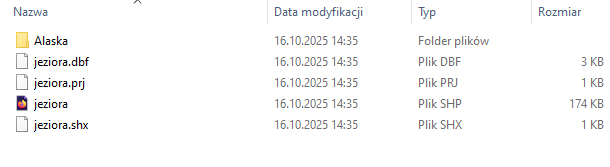 Nazwa Data modyfikacji Typ Rozmiar
Alaska 16.10.2025 14:35 Folder plików
jeziora.dbf 16.10.2025 14:35 Plik DBF 3 KB
jeziora.prj 16.10.2025 14:35 Plik PRJ 1 KB
jeziora 16.10.2025 14:35 Plik SHP 174 KB
jeziora.shx 16.10.2025 14:35 Plik SHX 1 KB